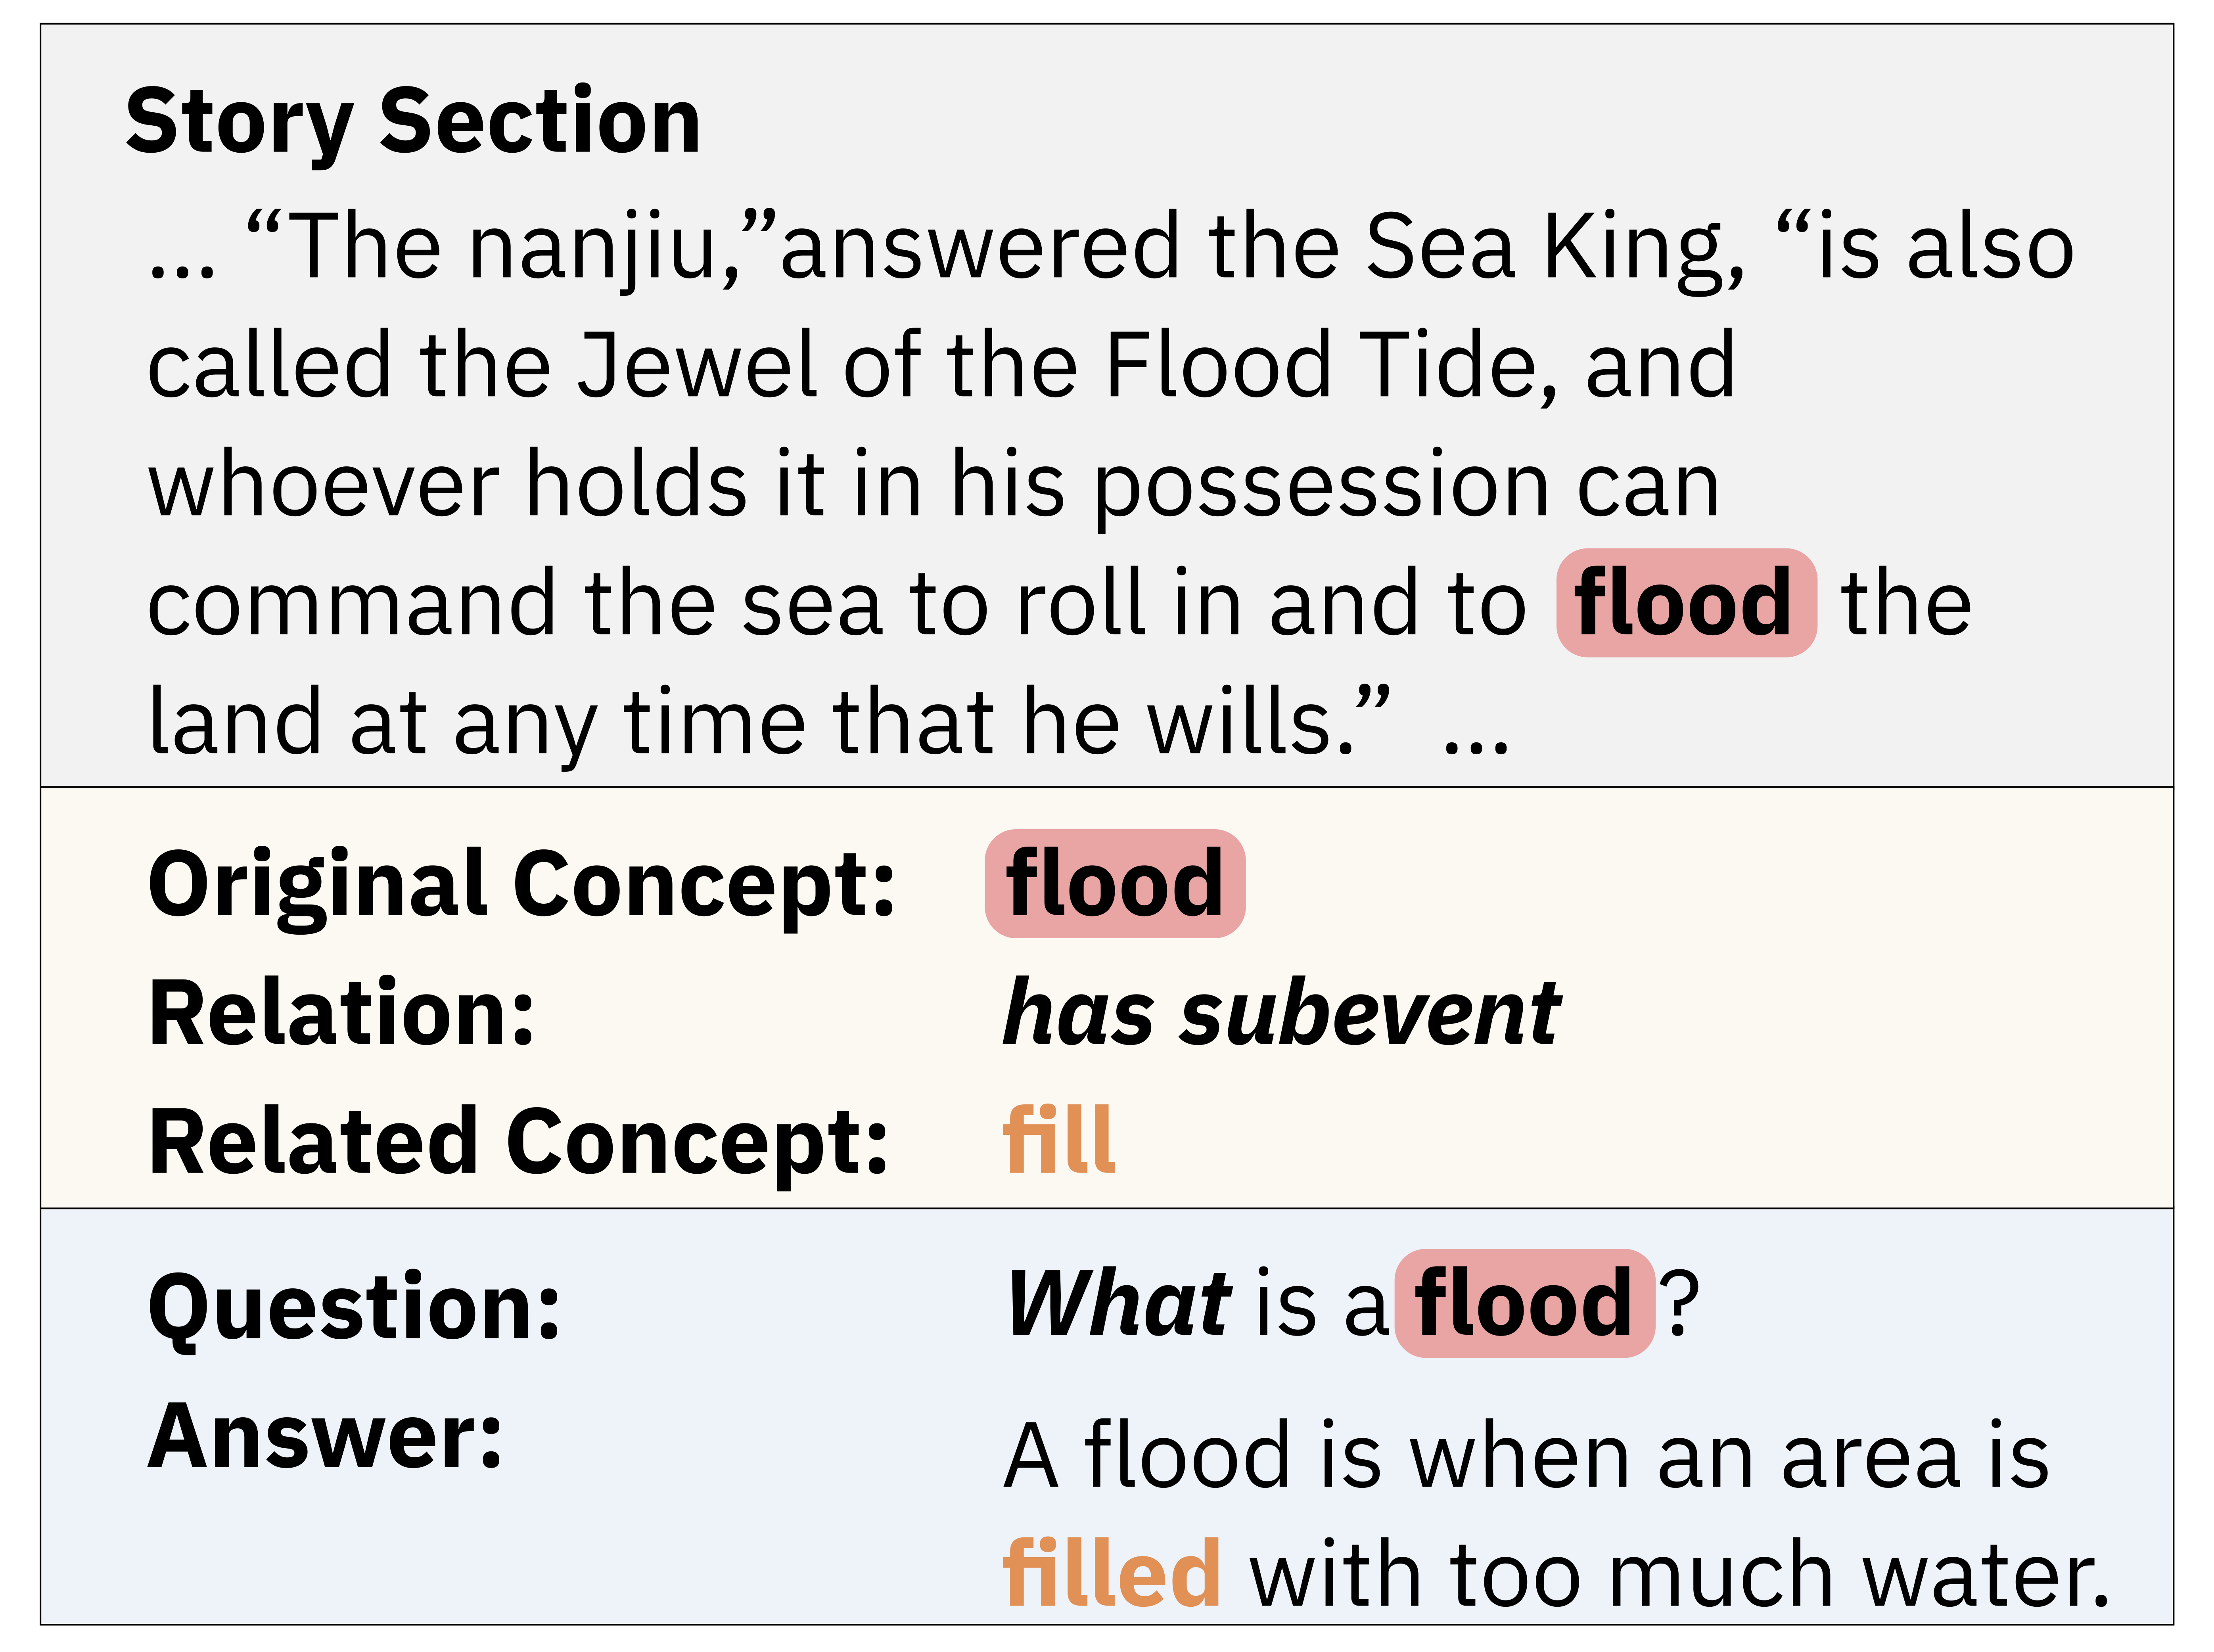 Story Section
... “The nanjiu,”answered the Sea King, “is also
called the Jewel of the Flood Tide, and
whoever holds it in his possession can
command the sea to roll in and to flood the
land at any time that he wills.” ...
Original Concept: flood
Relation: has subevent
Related Concept: fill
Question: What is a flood ?
Answer: A flood is when an area is
filled with too much water.